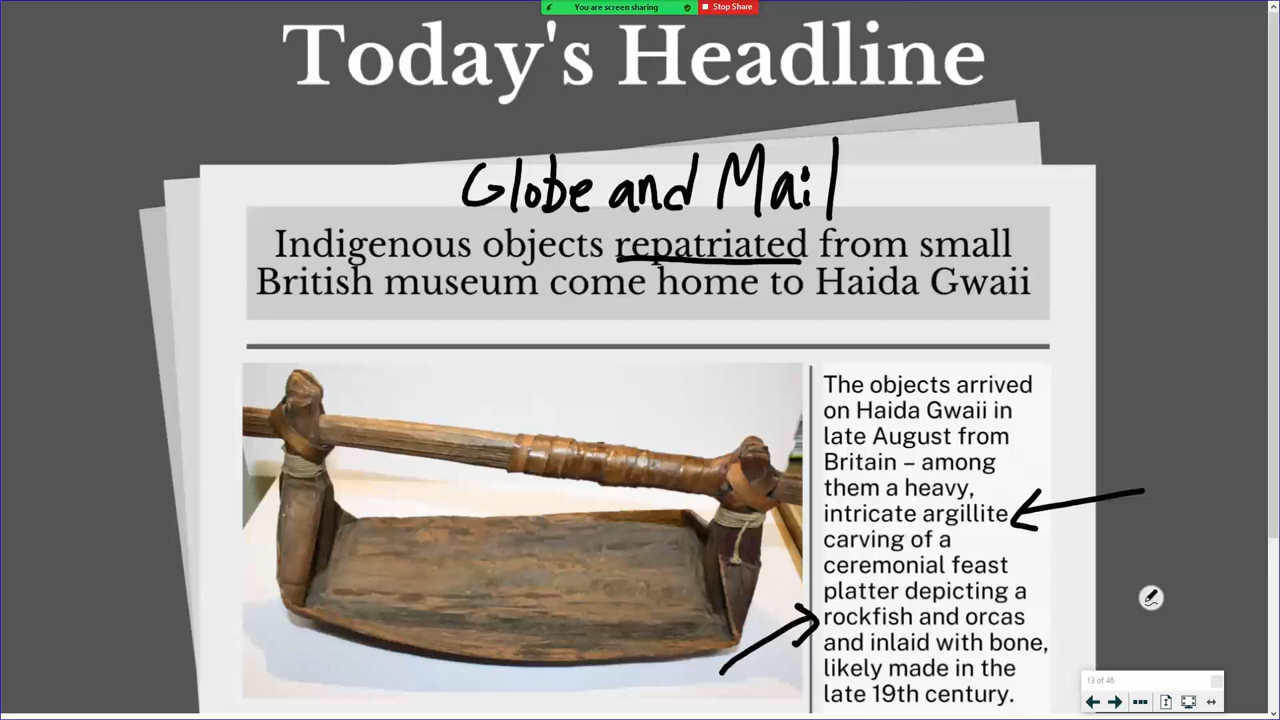 You are screen sharing
Stop Share
Today's Headline
Globe and Mail
Indigenous objects repatriated from small
British museum come home to Haida Gwaii
The objects arrived
on Haida Gwaii in
late August from
Britain – among
them a heavy,
intricate argillite
carving of a
ceremonial feast
platter depicting a
rockfish and orcas
and inlaid with bone,
likely made in the
late 19th century.
13 of 46